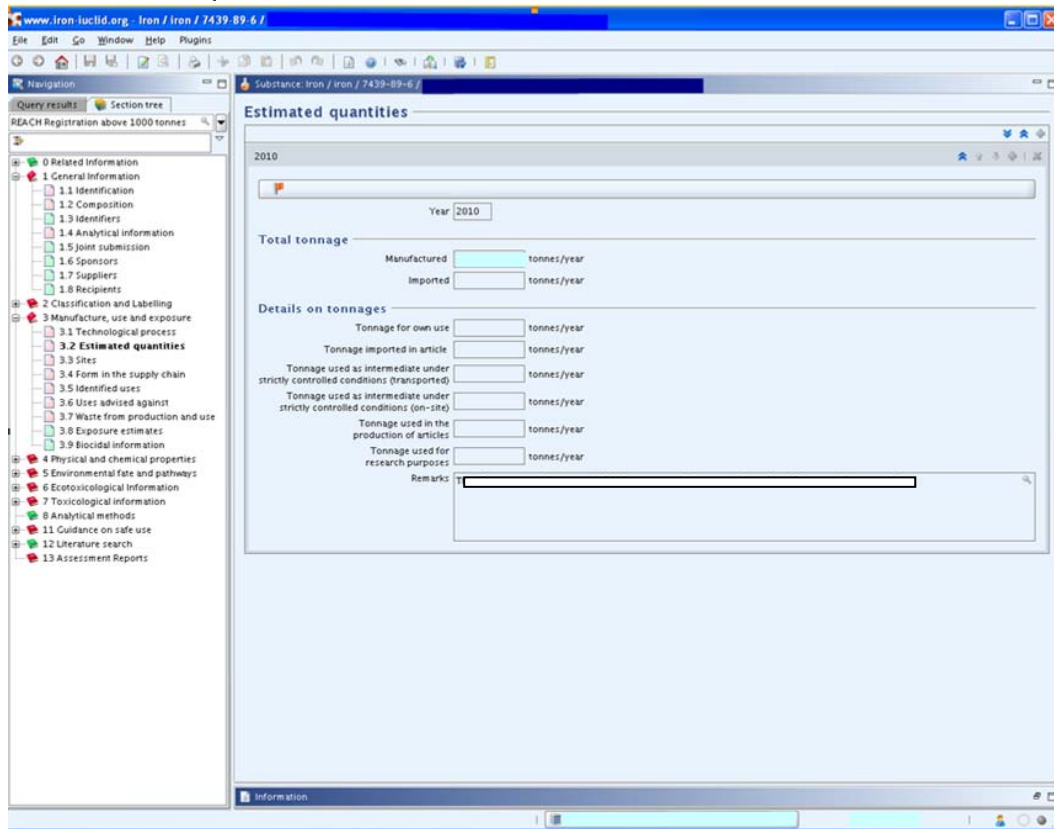 www.iron-iuclid.org - Iron / iron / 7439-89-6 /
File Edit Go Window Help Plugins
Navigation
Query results Section tree
REACH Registration above 1000 tonnes
0 Related Information
1 General Information
1.1 Identification
1.2 Composition
1.3 Identifiers
1.4 Analytical information
1.5 Joint submission
1.6 Sponsors
1.7 Suppliers
1.8 Recipients
2 Classification and Labelling
3 Manufacture, use and exposure
3.1 Technological process
3.2 Estimated quantities
3.3 Sites
3.4 Form in the supply chain
3.5 Identified uses
3.6 Uses advised against
3.7 Waste from production and use
3.8 Exposure estimates
3.9 Biocidal information
4 Physical and chemical properties
5 Environmental fate and pathways
6 Ecotoxicological Information
7 Toxicological information
8 Analytical methods
11 Guidance on safe use
12 Literature search
13 Assessment Reports
Substance: Iron / iron / 7439-89-6 /
Estimated quantities
2010
Year 2010
Total tonnage
Manufactured tonnes/year
Imported tonnes/year
Details on tonnages
Tonnage for own use tonnes/year
Tonnage imported in article tonnes/year
Tonnage used as intermediate under
strictly controlled conditions (transported) tonnes/year
Tonnage used as intermediate under
strictly controlled conditions (on-site) tonnes/year
Tonnage used in the
production of articles tonnes/year
Tonnage used for
research purposes tonnes/year
Remarks
Information